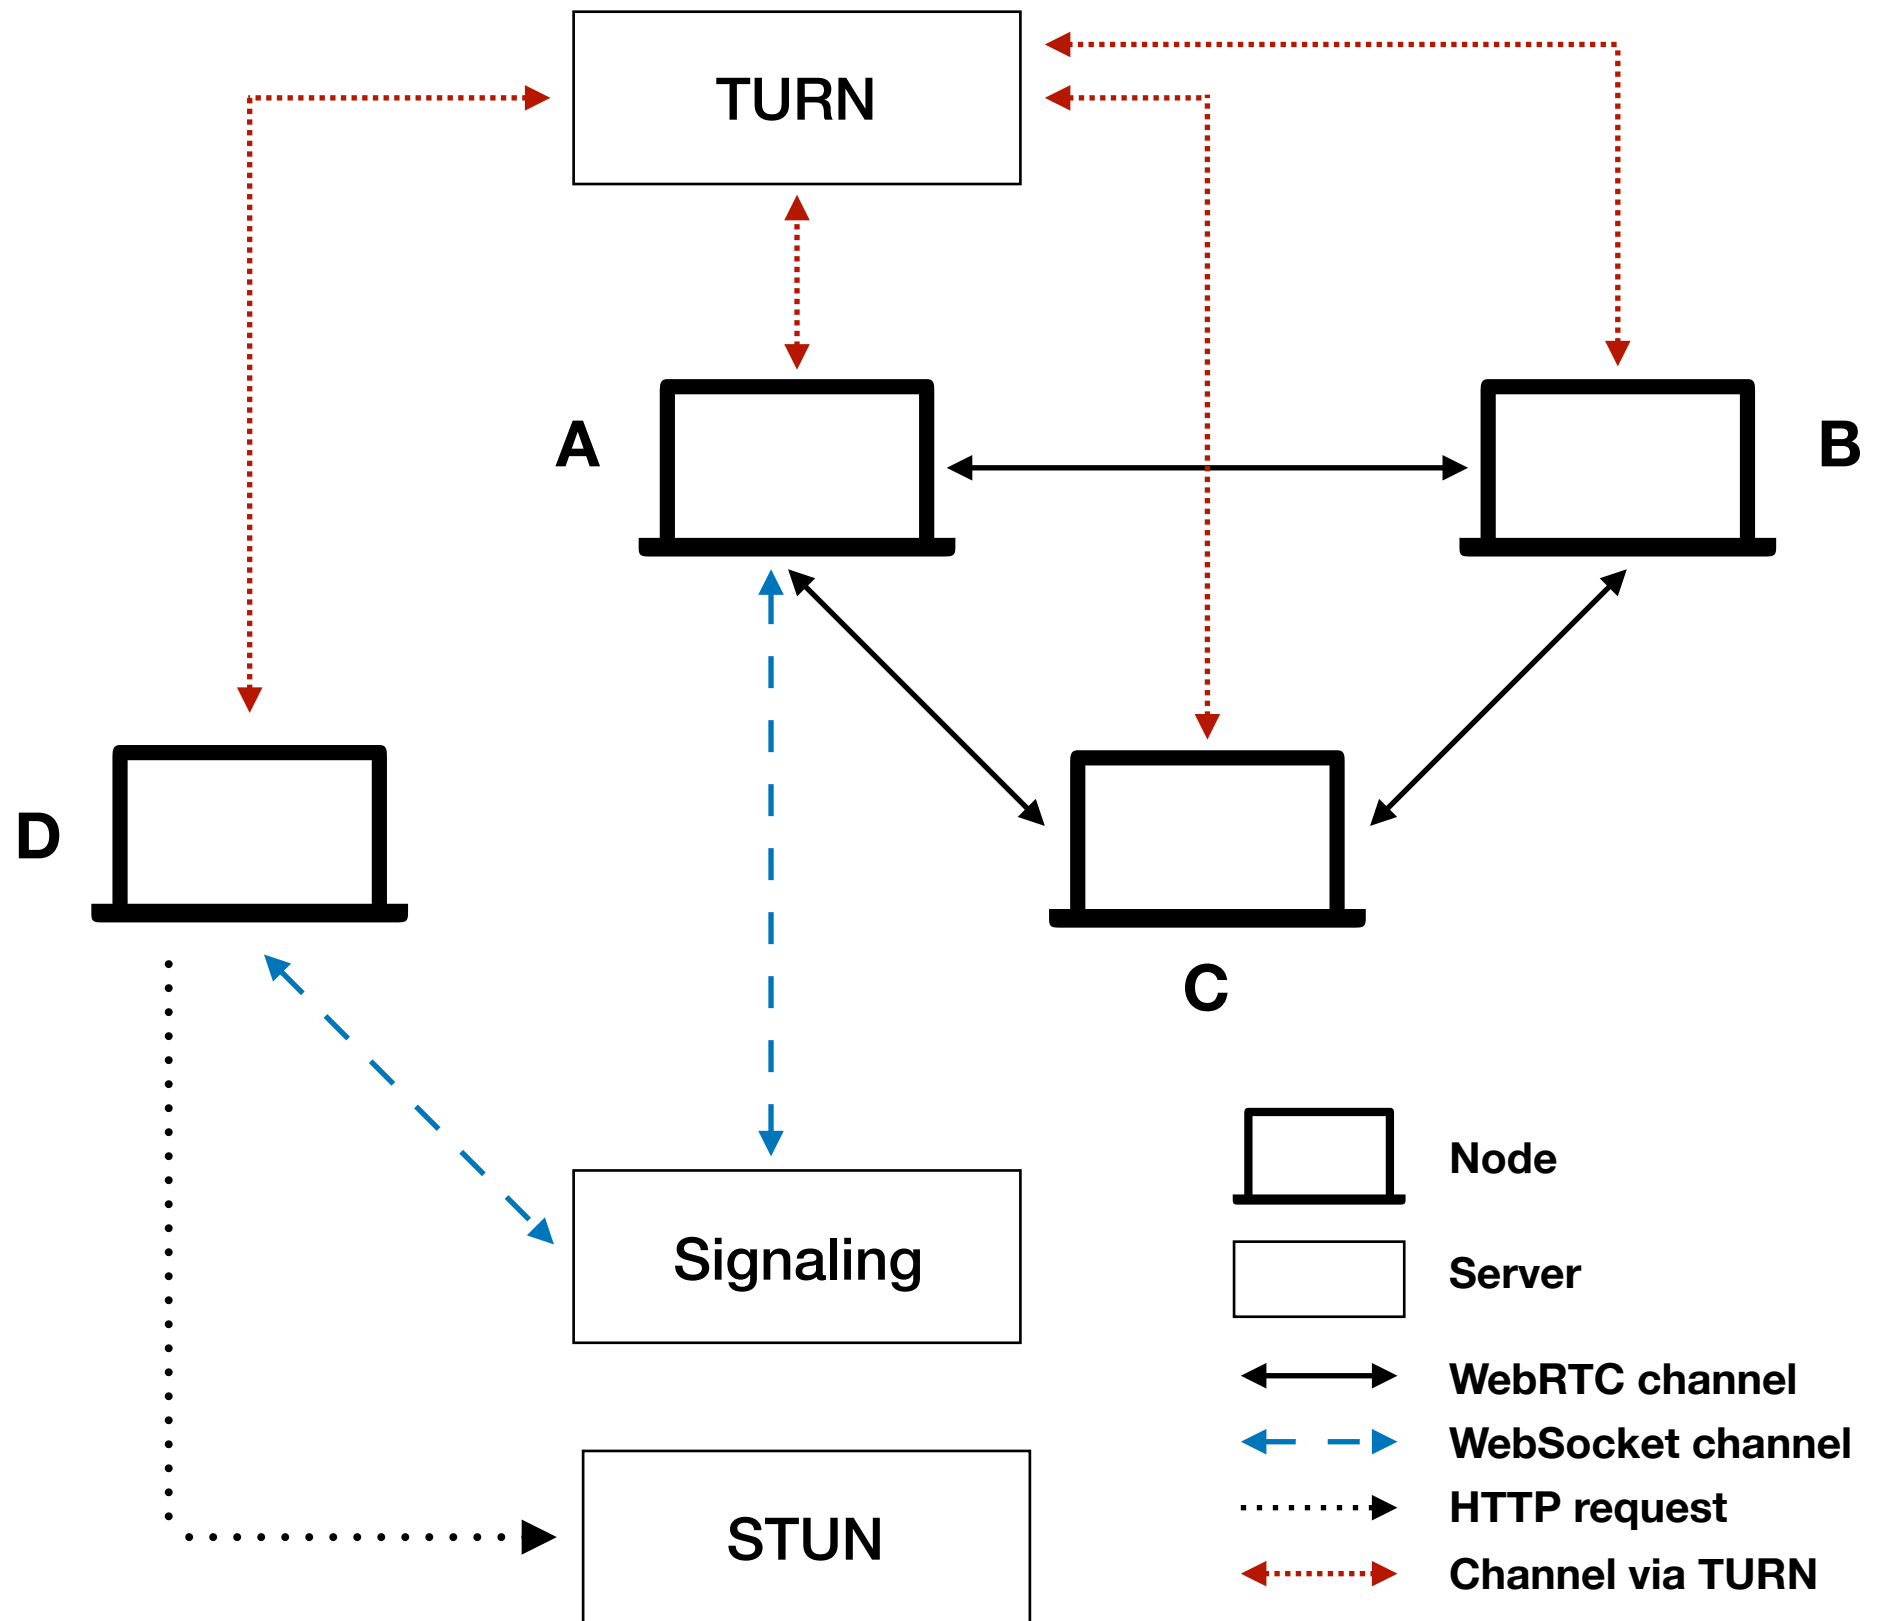 TURN
A
B
D
C
Signaling
STUN
Node
Server
WebRTC channel
WebSocket channel
HTTP request
Channel via TURN